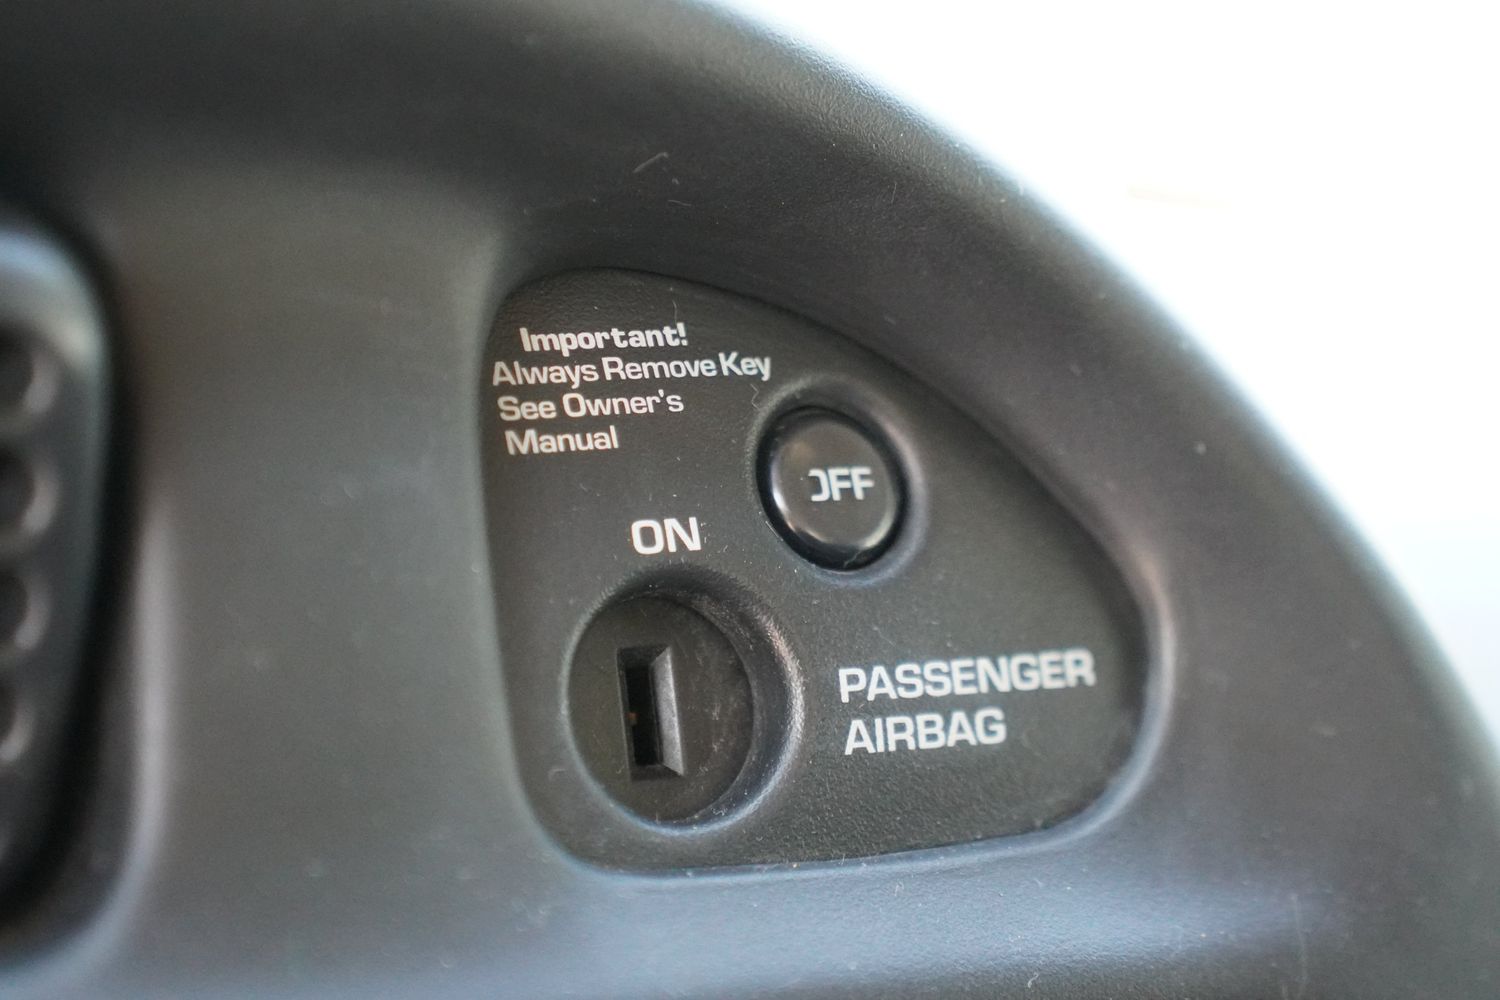 Important!
Always Remove Key
See Owner's
Manual
OFF
ON
PASSENGER
AIRBAG